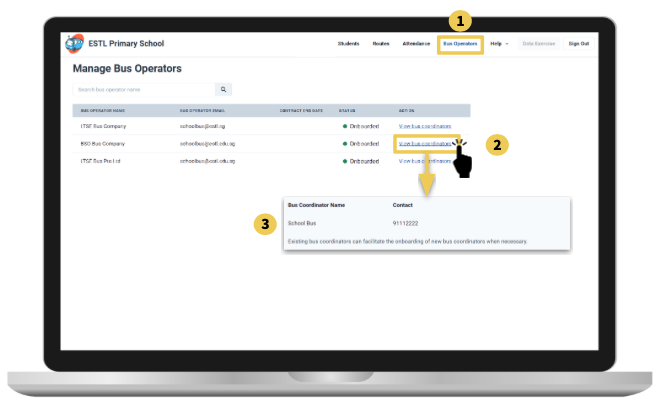 1
ESTL Primary School
Students Routes Attendance Bus Operators Help Data Exercise Sign Out
Manage Bus Operators
Search bus operator name
BUS OPERATOR NAME BUS OPERATOR EMAIL CONTRACT END DATE STATUS ACTION
ITSF Bus Company schoolbus@estl.sg Onboarded View bus coordinators
BSD Bus Company schoolbus@estl.edu.sg Onboarded View bus coordinators
2
ITSF Bus Pte Ltd schoolbus@estl.edu.sg Onboarded View bus coordinators
Bus Coordinator Name Contact
3
School Bus 91112222
Existing bus coordinators can facilitate the onboarding of new bus coordinators when necessary.